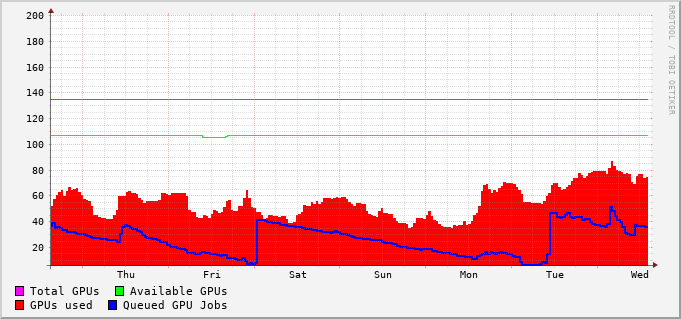 200
180
160
140
120
100
80
60
40
20
Thu Fri Sat Sun Mon Tue Wed
Total GPUs Available GPUs
GPUs used Queued GPU Jobs
RRDTOOL / TOBI OETIKER